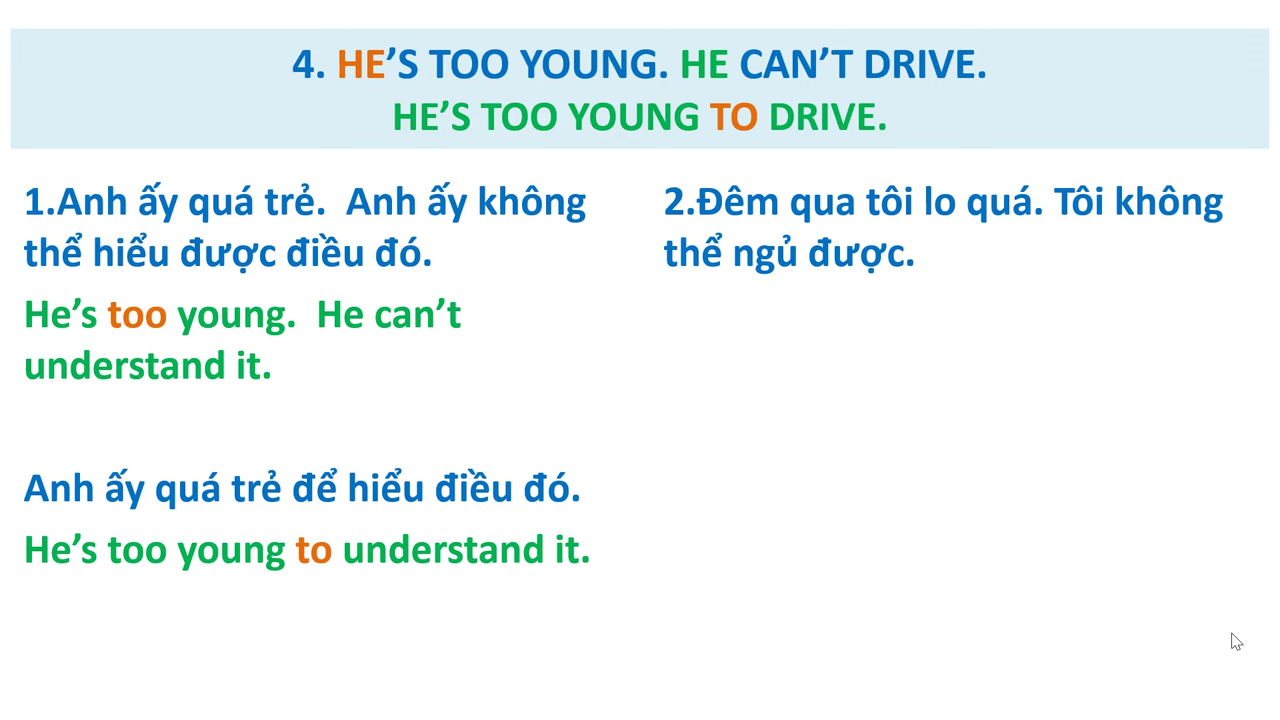 4. HE’S TOO YOUNG. HE CAN’T DRIVE.
HE’S TOO YOUNG TO DRIVE.
1.Anh ấy quá trẻ.  Anh ấy không
thể hiểu được điều đó.
He’s too young.  He can’t
understand it.
Anh ấy quá trẻ để hiểu điều đó.
He’s too young to understand it.
2.Đêm qua tôi lo quá. Tôi không
thể ngủ được.